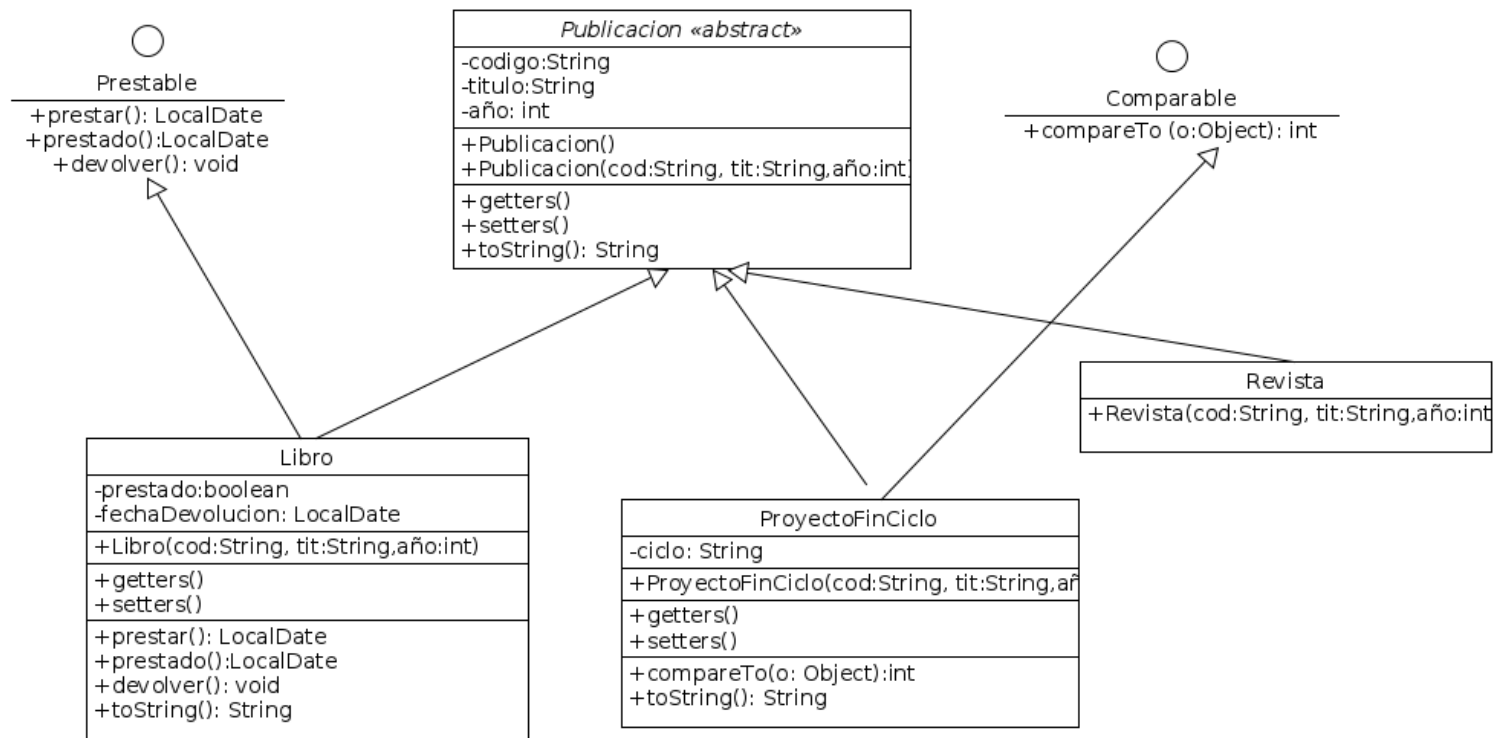 Prestable
+prestar(): LocalDate
+prestado():LocalDate
+devolver(): void
Publicacion «abstract»
-codigo:String
-titulo:String
-año: int
+Publicacion()
+Publicacion(cod:String, tit:String,año:int)
+getters()
+setters()
+toString(): String
Comparable
+compareTo (o:Object): int
Revista
+Revista(cod:String, tit:String,año:int
Libro
-prestado:boolean
-fechaDevolucion: LocalDate
+Libro(cod:String, tit:String,año:int)
+getters()
+setters()
+prestar(): LocalDate
+prestado():LocalDate
+devolver(): void
+toString(): String
ProyectoFinCiclo
-ciclo: String
+ProyectoFinCiclo(cod:String, tit:String,añ
+getters()
+setters()
+compareTo(o: Object):int
+toString(): String